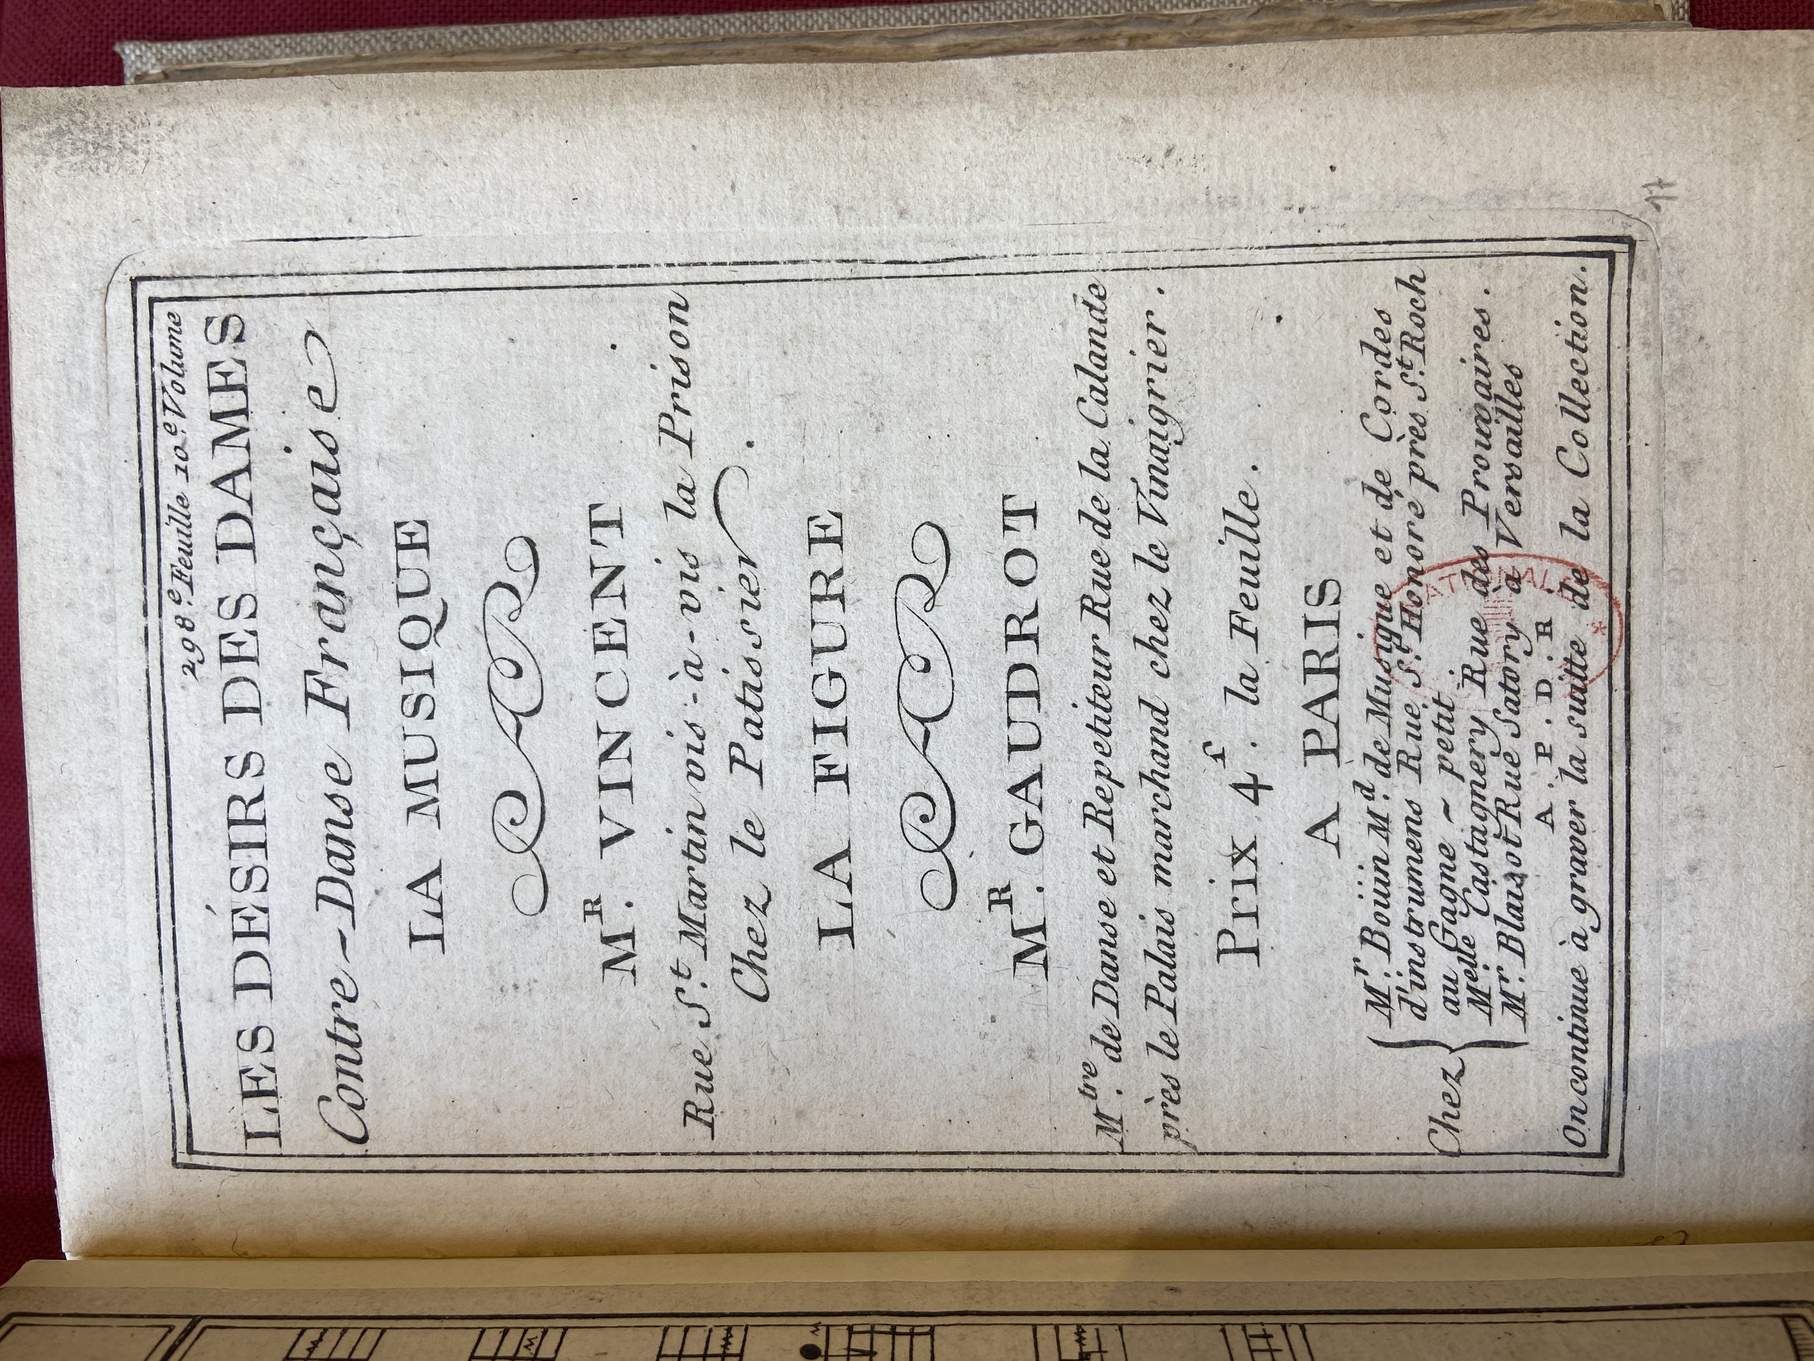 298.e Feuille 10.e Volume
LES DÉSIRS DES DAMES
Contre-Danse Française
LA MUSIQUE
M.R VINCENT
Rue S.t Martin vis-à-vis la Prison
Chez le Patissier.
LA FIGURE
M.R GAUDROT
M.tre de Danse et Repetiteur Rue de la Calande
près le Palais marchand chez le Vinaigrier.
Prix 4.f la Feuille.
A PARIS
Chez
M.r Boüin M.d de Musique et de Cordes
d'instrumens Rue S.t Honoré près S.t Roch
au Gagne - petit
M.elle Castagnery Rue des Prouvaires.
M.r Blaisot Rue Satory à Versailles
A. P. D. R.
On continue à graver la suitte de la Collection.
17
NATIONAL